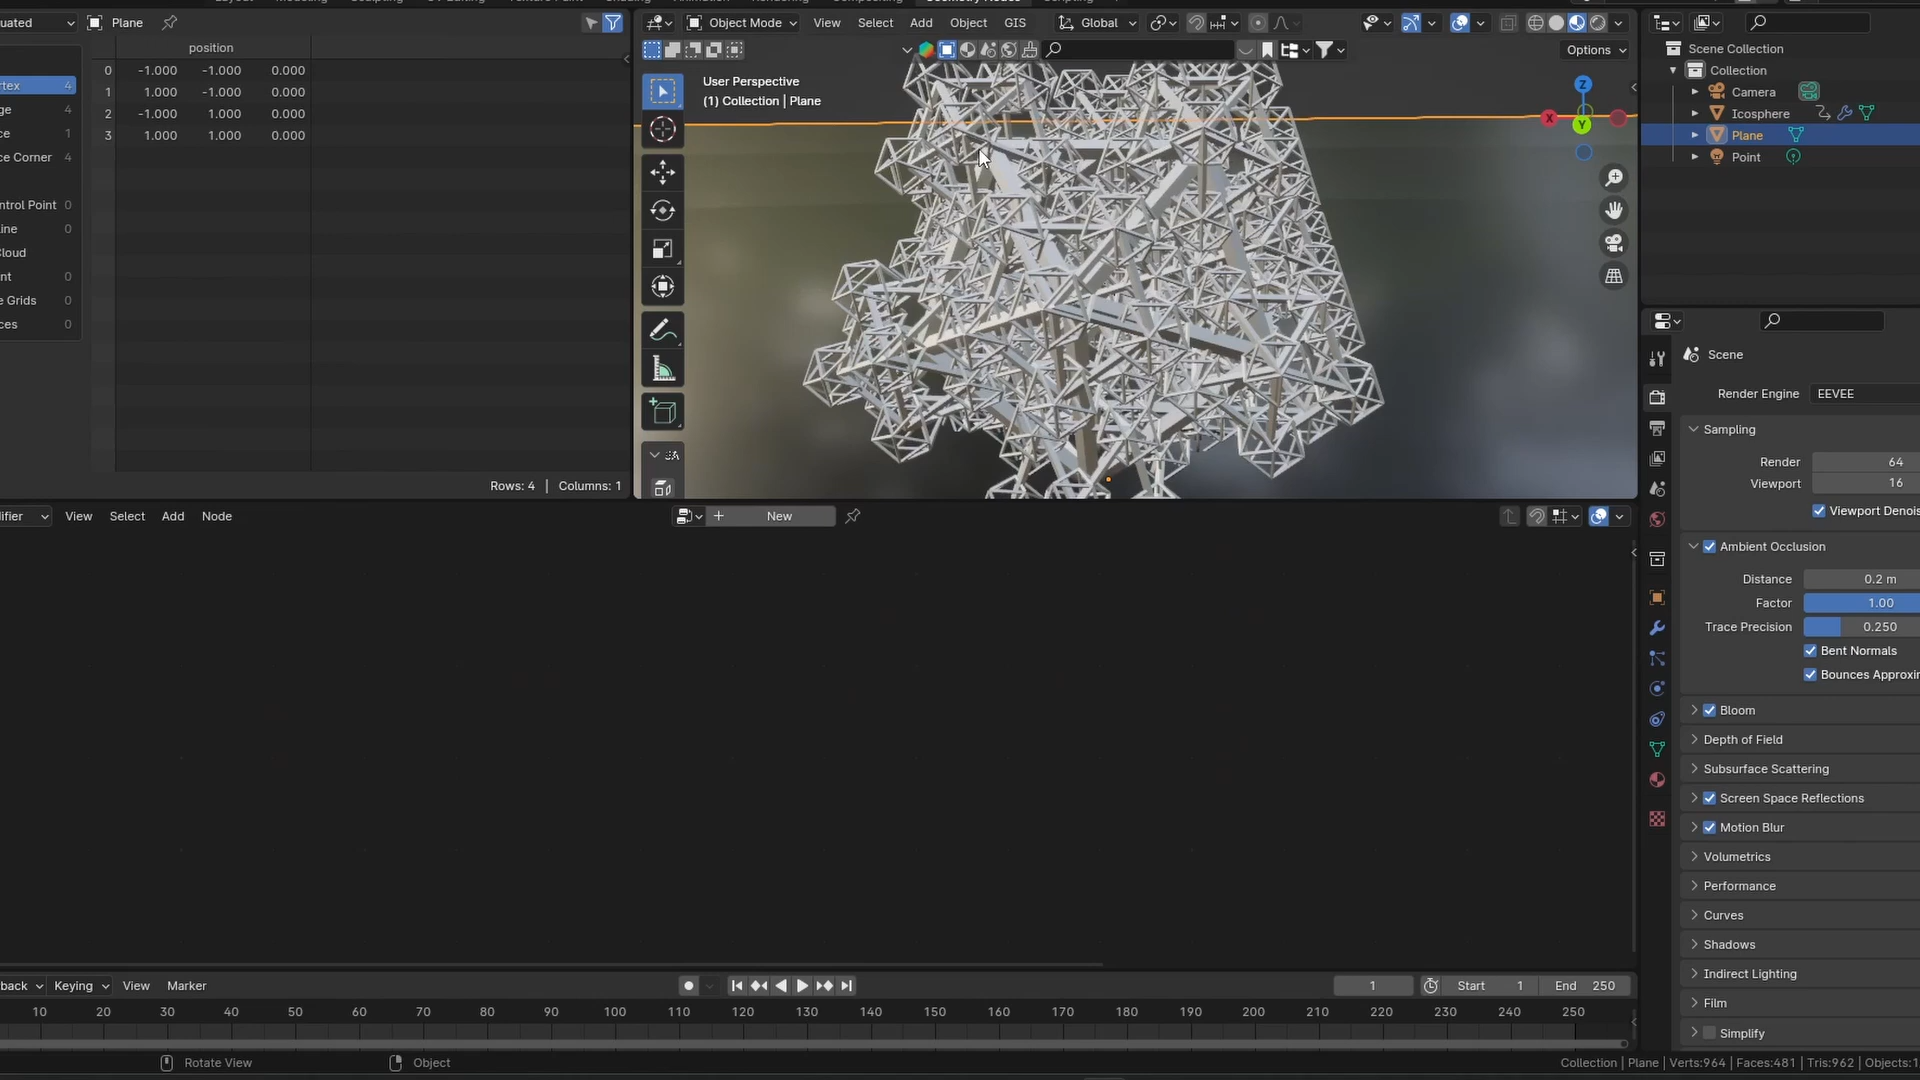 uated
Plane
position
0 -1.000 -1.000 0.000
1 1.000 -1.000 0.000
2 -1.000 1.000 0.000
3 1.000 1.000 0.000
rtex 4
ge 4
ce 1
ce Corner 4
ntrol Point 0
line 0
Cloud
nt 0
e Grids 0
ces 0
Rows: 4 | Columns: 1
Object Mode View Select Add Object GIS Global
Options
User Perspective
(1) Collection | Plane
Z
X
Y
Scene Collection
Collection
Camera
Icosphere
Plane
Point
Scene
Render Engine EEVEE
Sampling
Render 64
Viewport 16
Viewport Denois
Ambient Occlusion
Distance 0.2 m
Factor 1.00
Trace Precision 0.250
Bent Normals
Bounces Approxir
Bloom
Depth of Field
Subsurface Scattering
Screen Space Reflections
Motion Blur
Volumetrics
Performance
Curves
Shadows
Indirect Lighting
Film
Simplify
lifier View Select Add Node
New
back Keying View Marker
1 Start 1 End 250
10 20 30 40 50 60 70 80 90 100 110 120 130 140 150 160 170 180 190 200 210 220 230 240 250
Rotate View Object
Collection | Plane | Verts:964 | Faces:481 | Tris:962 | Objects:1